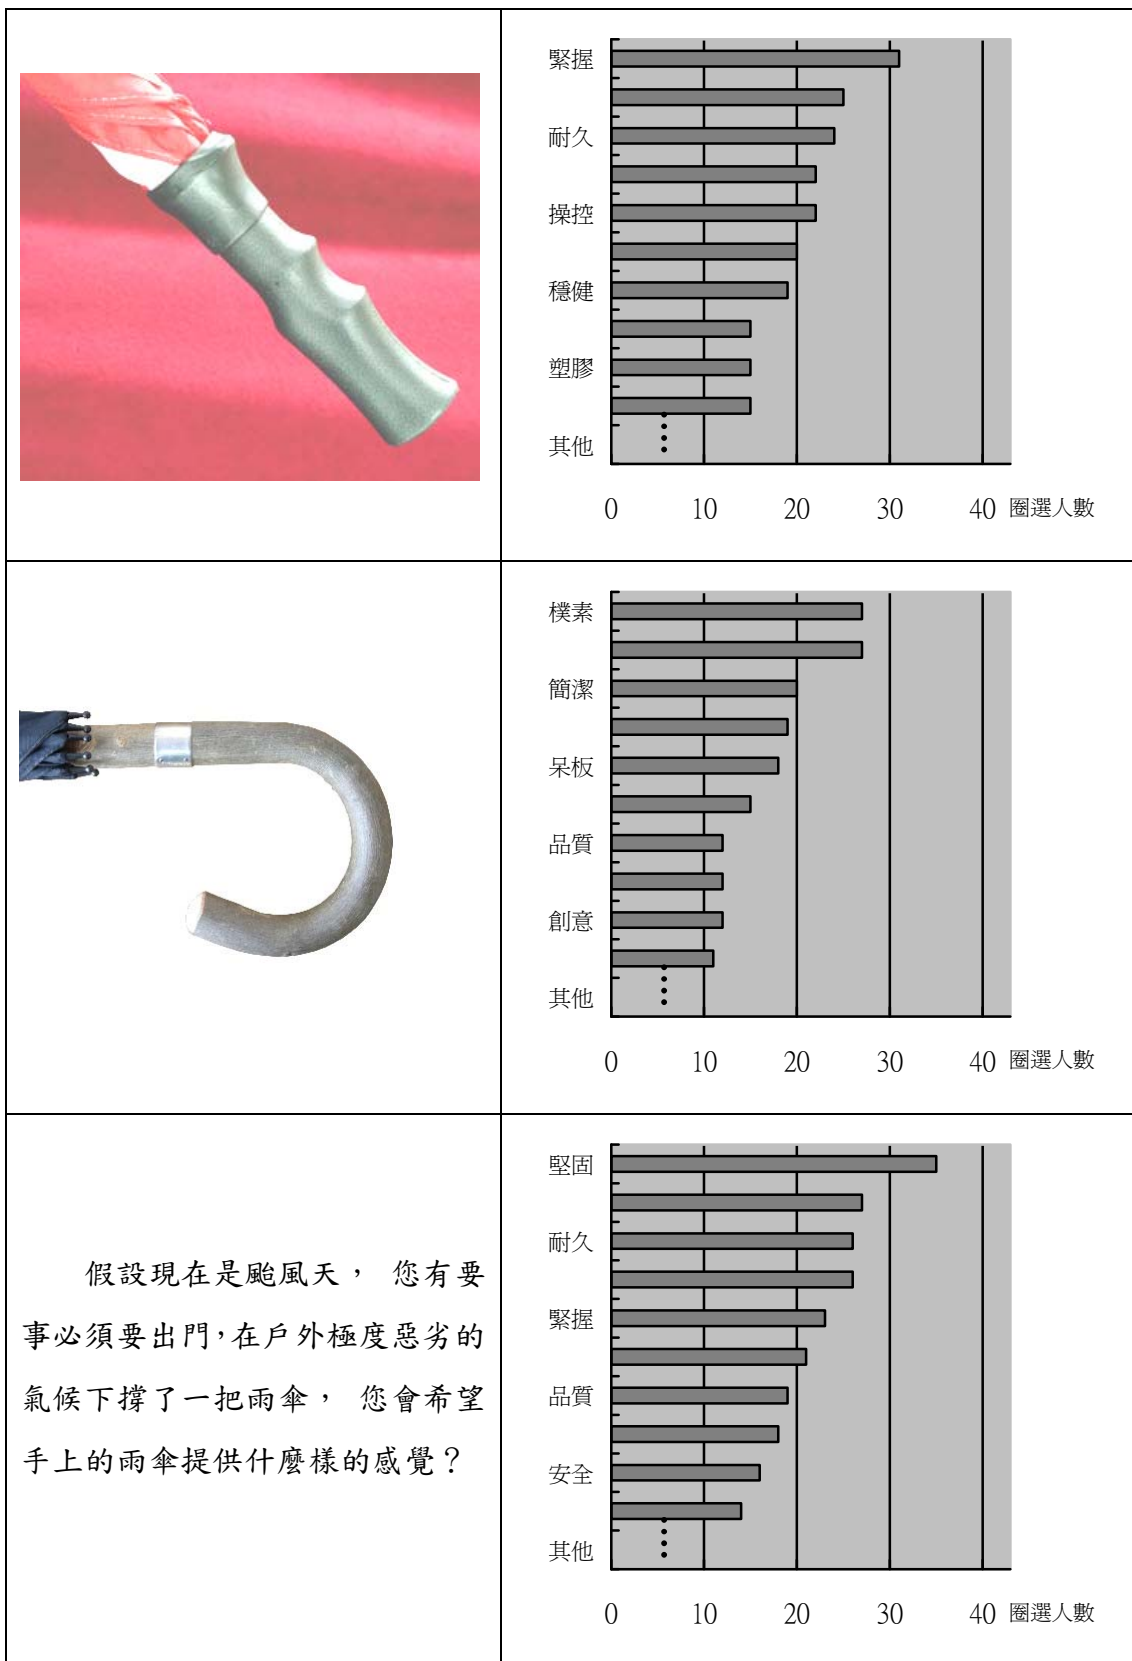 緊握
耐久
操控
穩健
塑膠
其他
0 10 20 30 40 圈選人數
樸素
簡潔
呆板
品質
創意
其他
0 10 20 30 40 圈選人數
假設現在是颱風天， 您有要
事必須要出門，在戶外極度惡劣的
氣候下撐了一把雨傘， 您會希望
手上的雨傘提供什麼樣的感覺？
堅固
耐久
緊握
品質
安全
其他
0 10 20 30 40 圈選人數